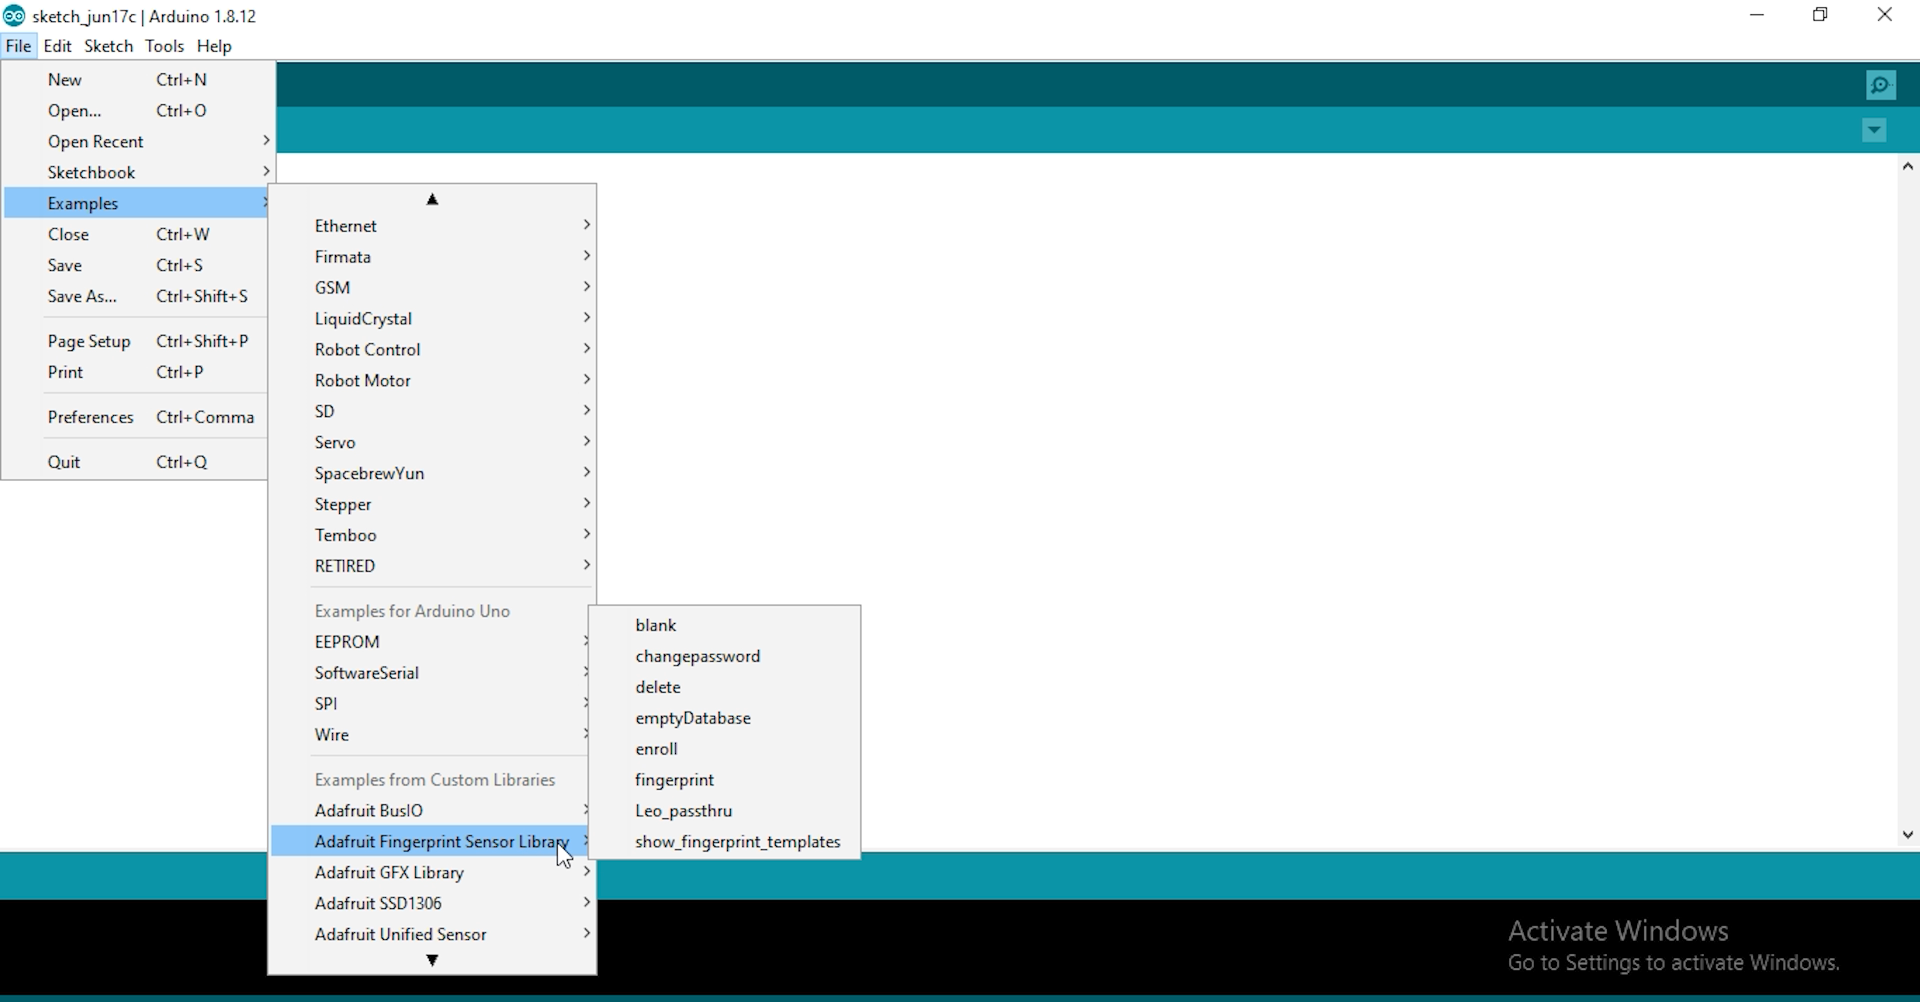 sketch_jun17c | Arduino 1.8.12
File Edit Sketch Tools Help
New Ctrl+N
Open... Ctrl+O
Open Recent
Sketchbook
Examples
Close Ctrl+W
Save Ctrl+S
Save As... Ctrl+Shift+S
Page Setup Ctrl+Shift+P
Print Ctrl+P
Preferences Ctrl+Comma
Quit Ctrl+Q
Ethernet
Firmata
GSM
LiquidCrystal
Robot Control
Robot Motor
SD
Servo
SpacebrewYun
Stepper
Temboo
RETIRED
Examples for Arduino Uno
EEPROM
SoftwareSerial
SPI
Wire
Examples from Custom Libraries
Adafruit BusIO
Adafruit Fingerprint Sensor Library
Adafruit GFX Library
Adafruit SSD1306
Adafruit Unified Sensor
blank
changepassword
delete
emptyDatabase
enroll
fingerprint
Leo_passthru
show_fingerprint_templates
Activate Windows
Go to Settings to activate Windows.